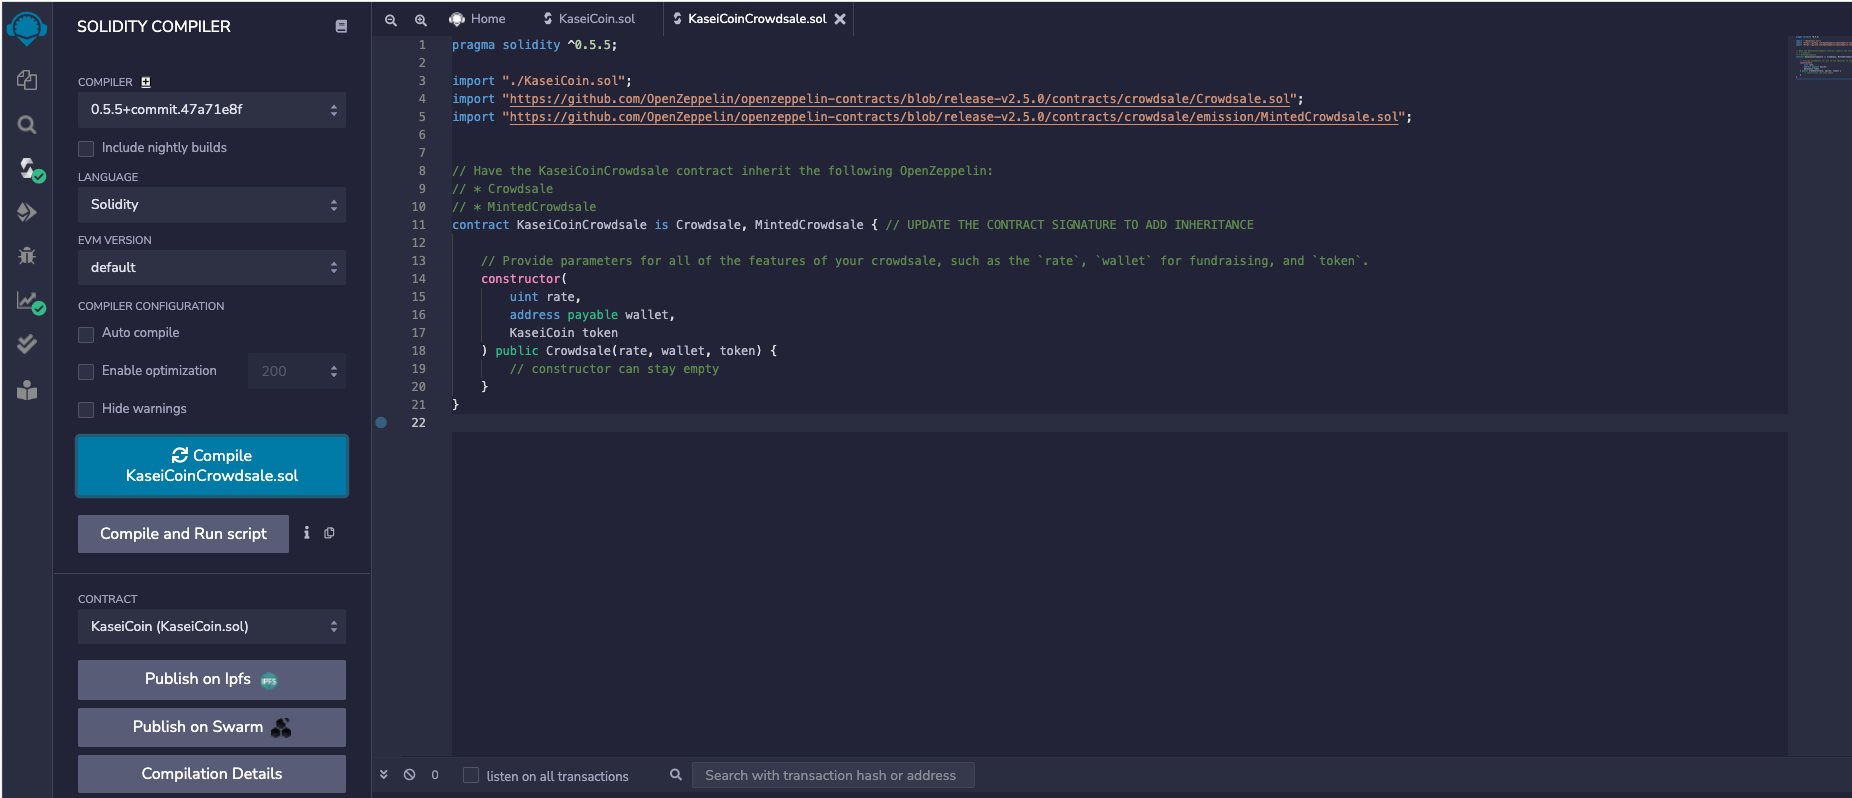 SOLIDITY COMPILER
COMPILER
0.5.5+commit.47a71e8f
Include nightly builds
LANGUAGE
Solidity
EVM VERSION
default
COMPILER CONFIGURATION
Auto compile
Enable optimization
200
Hide warnings
Compile
KaseiCoinCrowdsale.sol
Compile and Run script
CONTRACT
KaseiCoin (KaseiCoin.sol)
Publish on Ipfs
IPFS
Publish on Swarm
Compilation Details
Home
KaseiCoin.sol
KaseiCoinCrowdsale.sol
1 pragma solidity ^0.5.5;
2
3 import "./KaseiCoin.sol";
4 import "https://github.com/OpenZeppelin/openzeppelin-contracts/blob/release-v2.5.0/contracts/crowdsale/Crowdsale.sol";
5 import "https://github.com/OpenZeppelin/openzeppelin-contracts/blob/release-v2.5.0/contracts/crowdsale/emission/MintedCrowdsale.sol";
6
7
8 // Have the KaseiCoinCrowdsale contract inherit the following OpenZeppelin:
9 // * Crowdsale
10 // * MintedCrowdsale
11 contract KaseiCoinCrowdsale is Crowdsale, MintedCrowdsale { // UPDATE THE CONTRACT SIGNATURE TO ADD INHERITANCE
12
13 // Provide parameters for all of the features of your crowdsale, such as the `rate`, `wallet` for fundraising, and `token`.
14 constructor(
15 uint rate,
16 address payable wallet,
17 KaseiCoin token
18 ) public Crowdsale(rate, wallet, token) {
19 // constructor can stay empty
20 }
21 }
22
0
listen on all transactions
Search with transaction hash or address